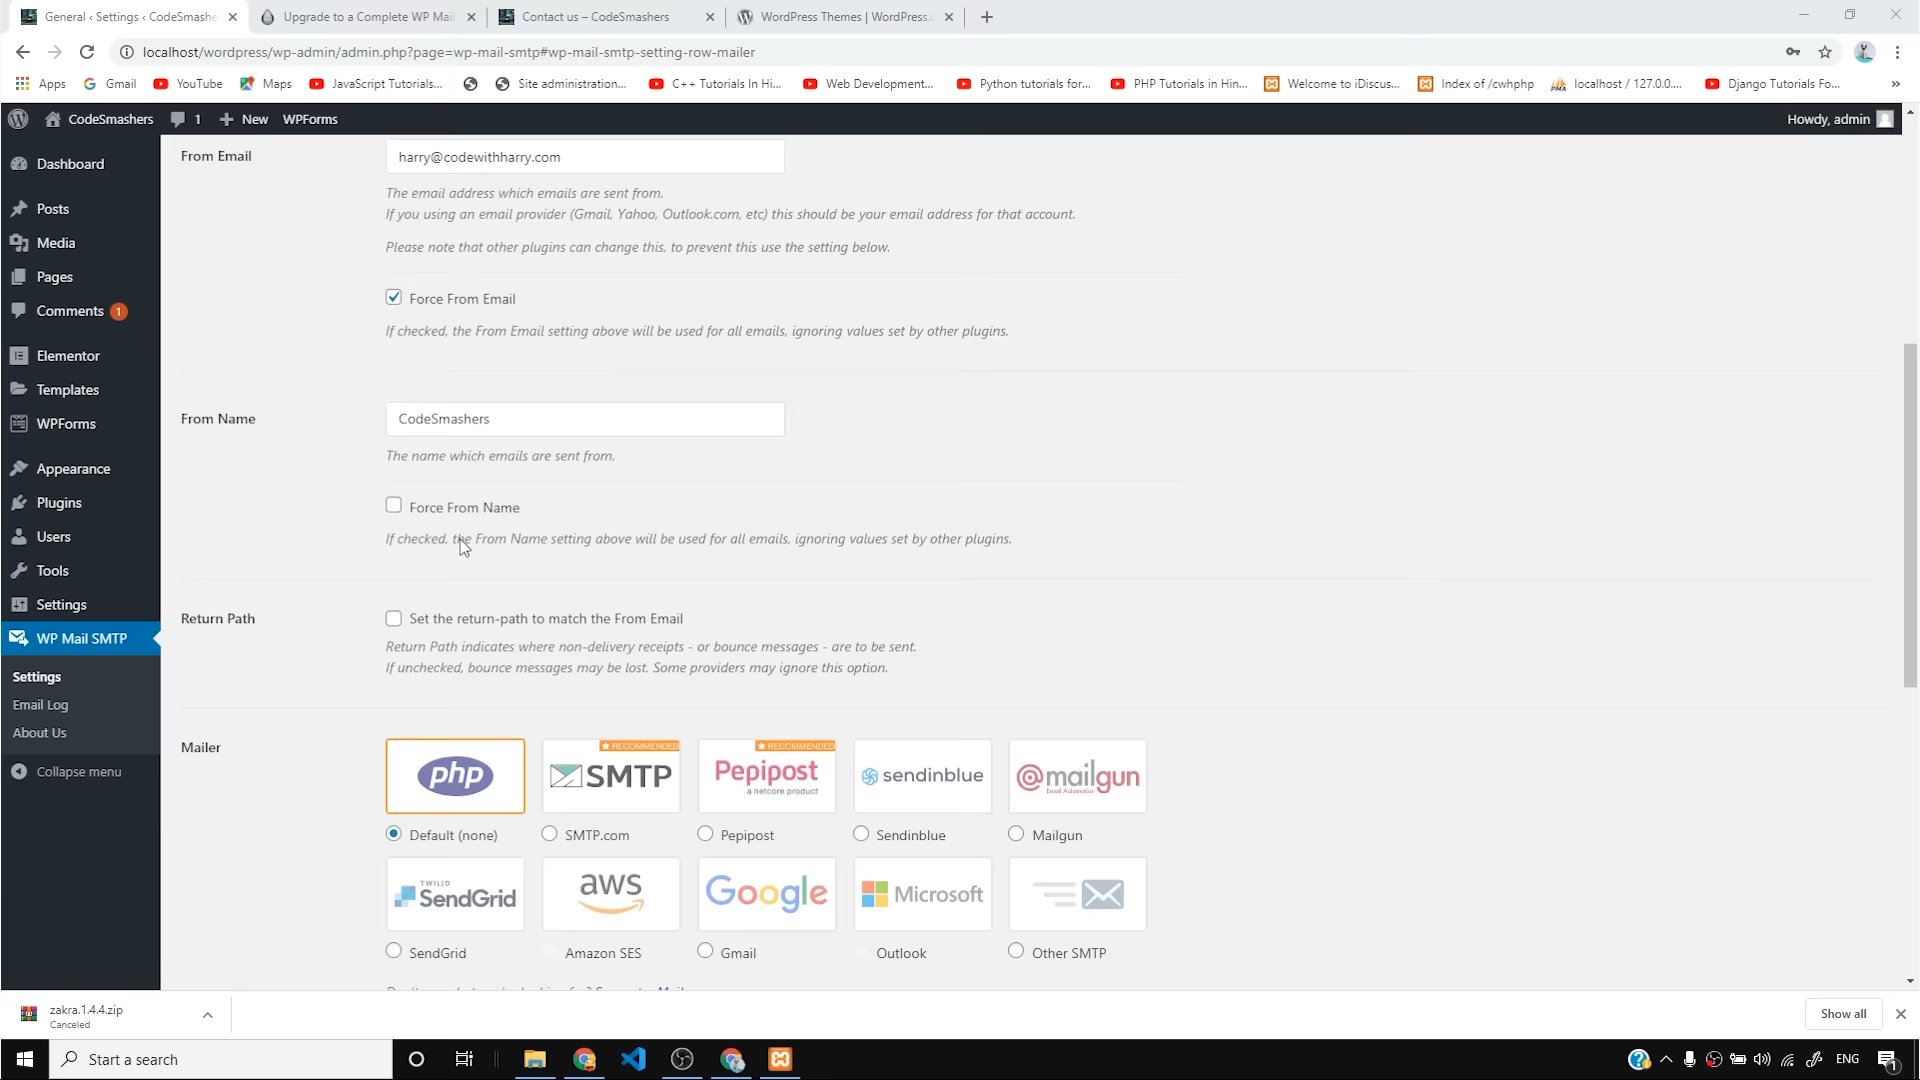 General ‹ Settings ‹ CodeSmashe
Upgrade to a Complete WP Mail
Contact us – CodeSmashers
WordPress Themes | WordPress.
localhost/wordpress/wp-admin/admin.php?page=wp-mail-smtp#wp-mail-smtp-setting-row-mailer
Apps
Gmail
YouTube
Maps
JavaScript Tutorials...
Site administration...
C++ Tutorials In Hi...
Web Development...
Python tutorials for...
PHP Tutorials in Hin...
Welcome to iDiscus...
Index of /cwhphp
localhost / 127.0.0....
Django Tutorials Fo...
»
CodeSmashers
1
New
WPForms
Howdy, admin
Dashboard
Posts
Media
Pages
Comments 1
Elementor
Templates
WPForms
Appearance
Plugins
Users
Tools
Settings
WP Mail SMTP
Settings
Email Log
About Us
Collapse menu
From Email
harry@codewithharry.com
The email address which emails are sent from.
If you using an email provider (Gmail, Yahoo, Outlook.com, etc) this should be your email address for that account.
Please note that other plugins can change this, to prevent this use the setting below.
Force From Email
If checked, the From Email setting above will be used for all emails, ignoring values set by other plugins.
From Name
CodeSmashers
The name which emails are sent from.
Force From Name
If checked, the From Name setting above will be used for all emails, ignoring values set by other plugins.
Return Path
Set the return-path to match the From Email
Return Path indicates where non-delivery receipts - or bounce messages - are to be sent.
If unchecked, bounce messages may be lost. Some providers may ignore this option.
Mailer
php
RECOMMENDED
SMTP
RECOMMENDED
Pepipost
a netcore product
sendinblue
@mailgun
Email Automation
Default (none)
SMTP.com
Pepipost
Sendinblue
Mailgun
TWILIO
SendGrid
aws
Google
Microsoft
SendGrid
Amazon SES
Gmail
Outlook
Other SMTP
zakra.1.4.4.zip
Canceled
Show all
Start a search
ENG
1